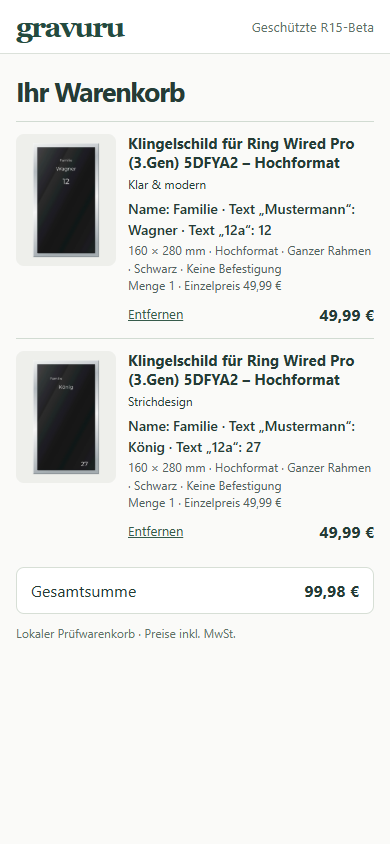 gravuru
Geschützte R15-Beta
Ihr Warenkorb
Familie
Wagner
12
Klingelschild für Ring Wired Pro
(3.Gen) 5DFYA2 – Hochformat
Klar & modern
Name: Familie · Text „Mustermann“:
Wagner · Text „12a“: 12
160 × 280 mm · Hochformat · Ganzer Rahmen
· Schwarz · Keine Befestigung
Menge 1 · Einzelpreis 49,99 €
Entfernen
49,99 €
König
27
Klingelschild für Ring Wired Pro
(3.Gen) 5DFYA2 – Hochformat
Strichdesign
Name: Familie · Text „Mustermann“:
König · Text „12a“: 27
160 × 280 mm · Hochformat · Ganzer Rahmen
· Schwarz · Keine Befestigung
Menge 1 · Einzelpreis 49,99 €
Entfernen
49,99 €
Gesamtsumme
99,98 €
Lokaler Prüfwarenkorb · Preise inkl. MwSt.